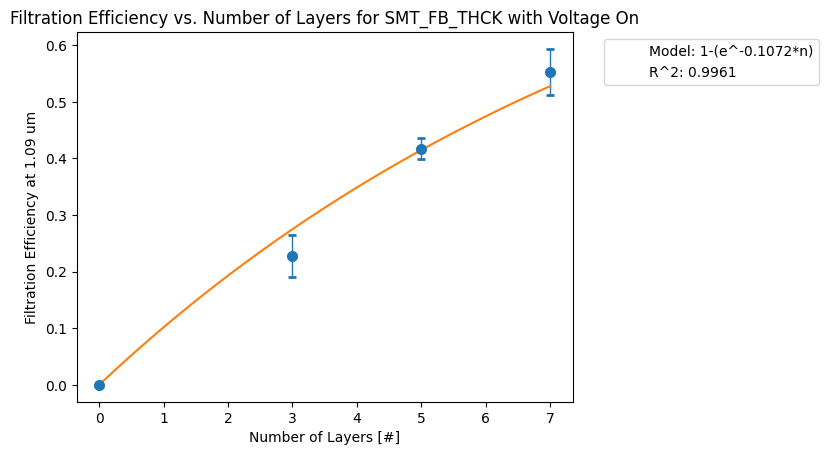 Filtration Efficiency vs. Number of Layers for SMT_FB_THCK with Voltage On
Filtration Efficiency at 1.09 um
0.6
0.5
0.4
0.3
0.2
0.1
0.0
0 1 2 3 4 5 6 7
Number of Layers [#]
Model: 1-(e^-0.1072*n)
R^2: 0.9961